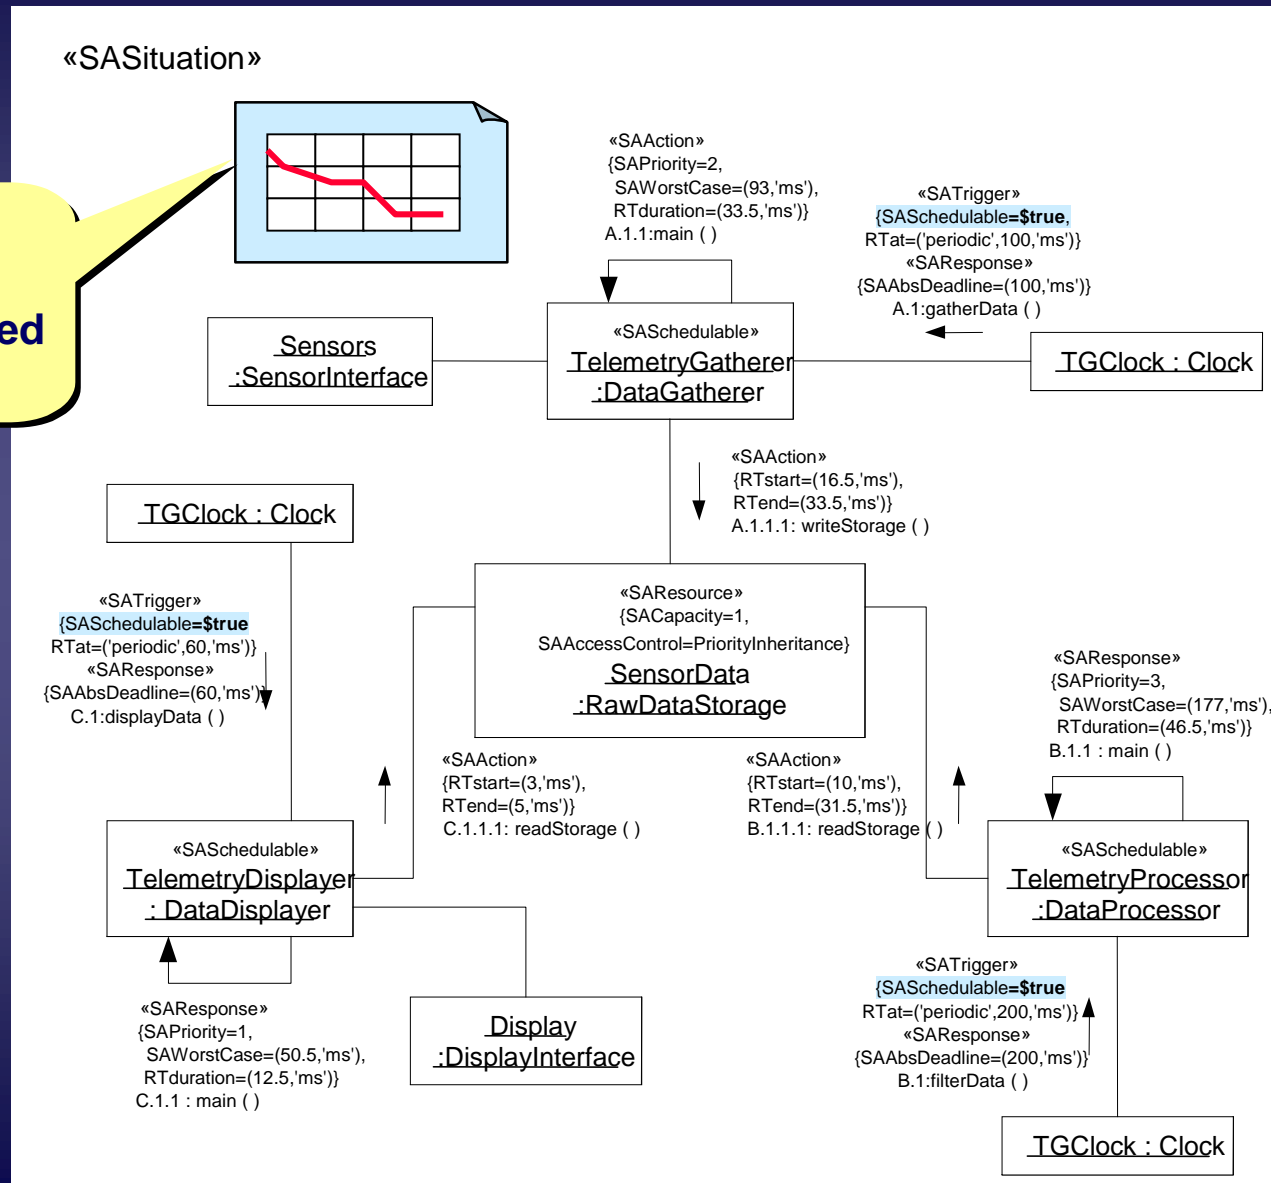 «SASituation»
ed
«SAAction»
{SAPriority=2,
SAWorstCase=(93,'ms'),
RTduration=(33.5,'ms')}
A.1.1:main ( )
«SATrigger»
{SASchedulable=$true,
RTat=('periodic',100,'ms')}
«SAResponse»
{SAAbsDeadline=(100,'ms')}
A.1:gatherData ( )
Sensors
:SensorInterface
«SASchedulable»
TelemetryGatherer
:DataGatherer
TGClock : Clock
«SAAction»
{RTstart=(16.5,'ms'),
RTend=(33.5,'ms')}
A.1.1.1: writeStorage ( )
TGClock : Clock
«SATrigger»
{SASchedulable=$true
RTat=('periodic',60,'ms')}
«SAResponse»
{SAAbsDeadline=(60,'ms')}
C.1:displayData ( )
«SAResource»
{SACapacity=1,
SAAccessControl=PriorityInheritance}
SensorData
:RawDataStorage
«SAResponse»
{SAPriority=3,
SAWorstCase=(177,'ms'),
RTduration=(46.5,'ms')}
B.1.1 : main ( )
«SAAction»
{RTstart=(3,'ms'),
RTend=(5,'ms')}
C.1.1.1: readStorage ( )
«SAAction»
{RTstart=(10,'ms'),
RTend=(31.5,'ms')}
B.1.1.1: readStorage ( )
«SASchedulable»
TelemetryDisplayer
: DataDisplayer
«SASchedulable»
TelemetryProcessor
:DataProcessor
«SAResponse»
{SAPriority=1,
SAWorstCase=(50.5,'ms'),
RTduration=(12.5,'ms')}
C.1.1 : main ( )
Display
:DisplayInterface
«SATrigger»
{SASchedulable=$true
RTat=('periodic',200,'ms')}
«SAResponse»
{SAAbsDeadline=(200,'ms')}
B.1:filterData ( )
TGClock : Clock